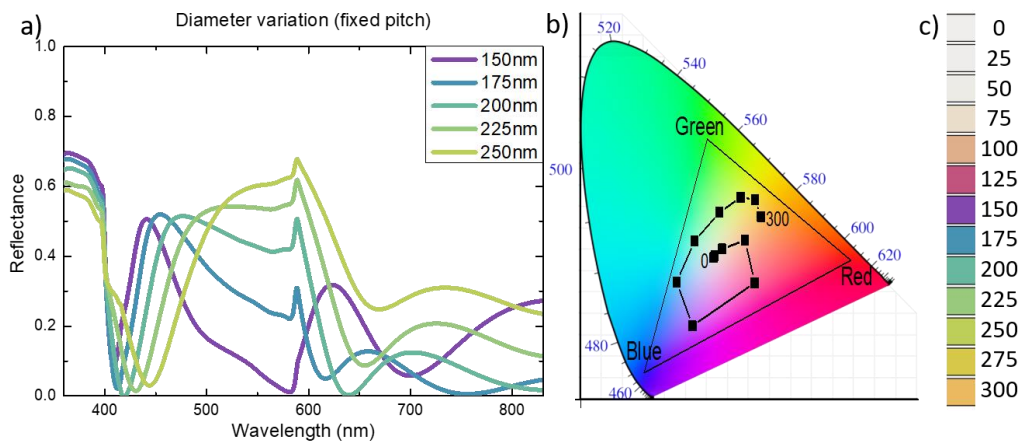 Diameter variation (fixed pitch)
a)
1.0
0.8
0.6
0.4
0.2
0.0
Reflectance
400
500
600
700
800
Wavelength (nm)
150nm
175nm
200nm
225nm
250nm
b)
520
540
560
580
600
620
500
480
460
Green
Red
Blue
0
300
c)
0
25
50
75
100
125
150
175
200
225
250
275
300